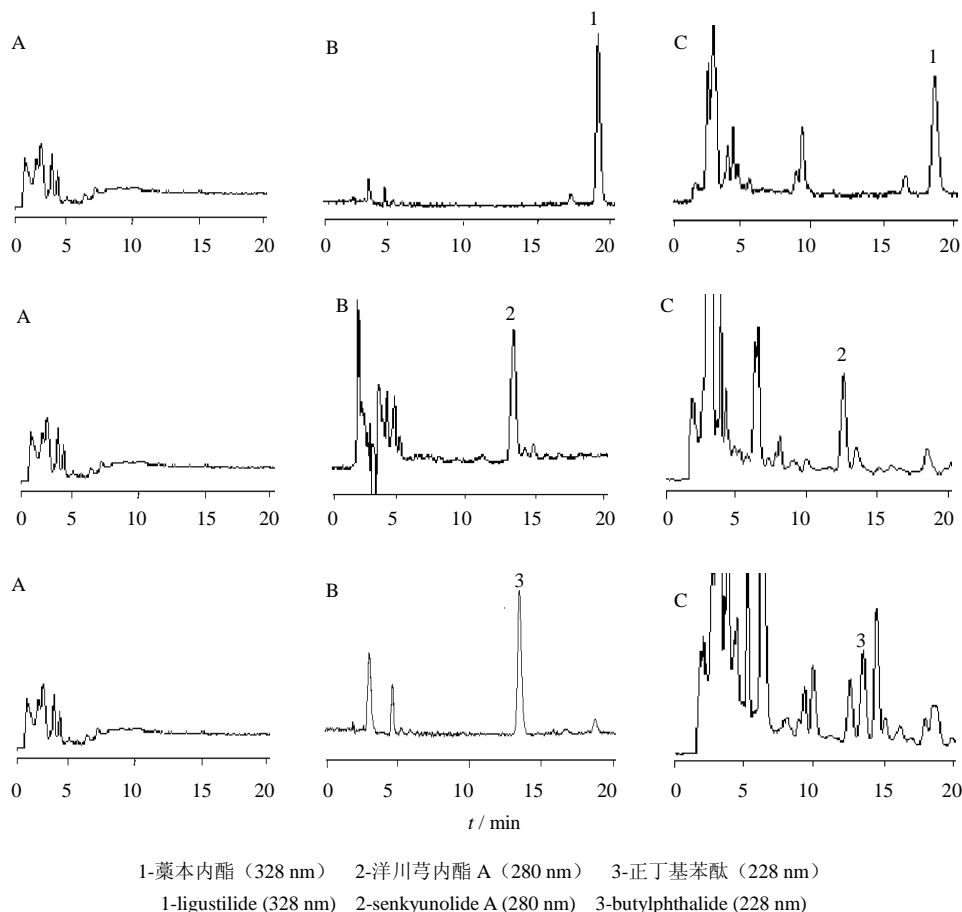 A B 1 C 1
0 5 10 15 20 0 5 10 15 20 0 5 10 15 20
A B 2 C 2
0 5 10 15 20 0 5 10 15 20 0 5 10 15 20
A B 3 C 3
0 5 10 15 20 0 5 10 15 20 0 5 10 15 20
t / min
1-藁本内酯（328 nm） 2-洋川芎内酯 A（280 nm） 3-正丁基苯酞（228 nm）
1-ligustilide (328 nm) 2-senkyunolide A (280 nm) 3-butylphthalide (228 nm)